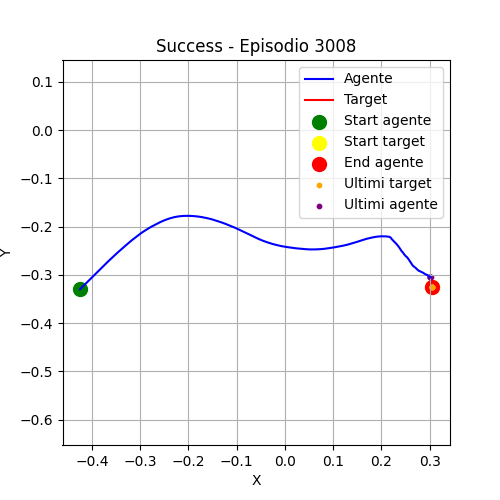 Success - Episodio 3008
Agente
Target
Start agente
Start target
End agente
Ultimi target
Ultimi agente
0.1
0.0
−0.1
−0.2
−0.3
−0.4
−0.5
−0.6
Y
−0.4 −0.3 −0.2 −0.1 0.0 0.1 0.2 0.3
X